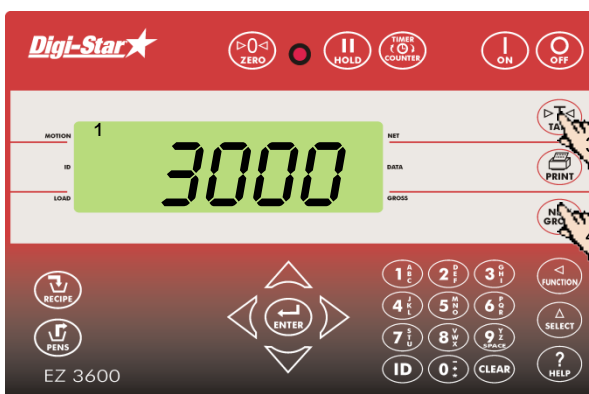 Digi-Star
0
ZERO
HOLD
TIMER
COUNTER
ON
OFF
MOTION
ID
LOAD
1
3000
NET
DATA
GROSS
PRINT
RECIPE
PENS
EZ 3600
ENTER
1 A B C
2 D E F
3 G H I
4 J K L
5 M N O
6 P Q R
7 S T U
8 V W X
9 Y Z SPACE
ID
0
CLEAR
FUNCTION
SELECT
?
HELP